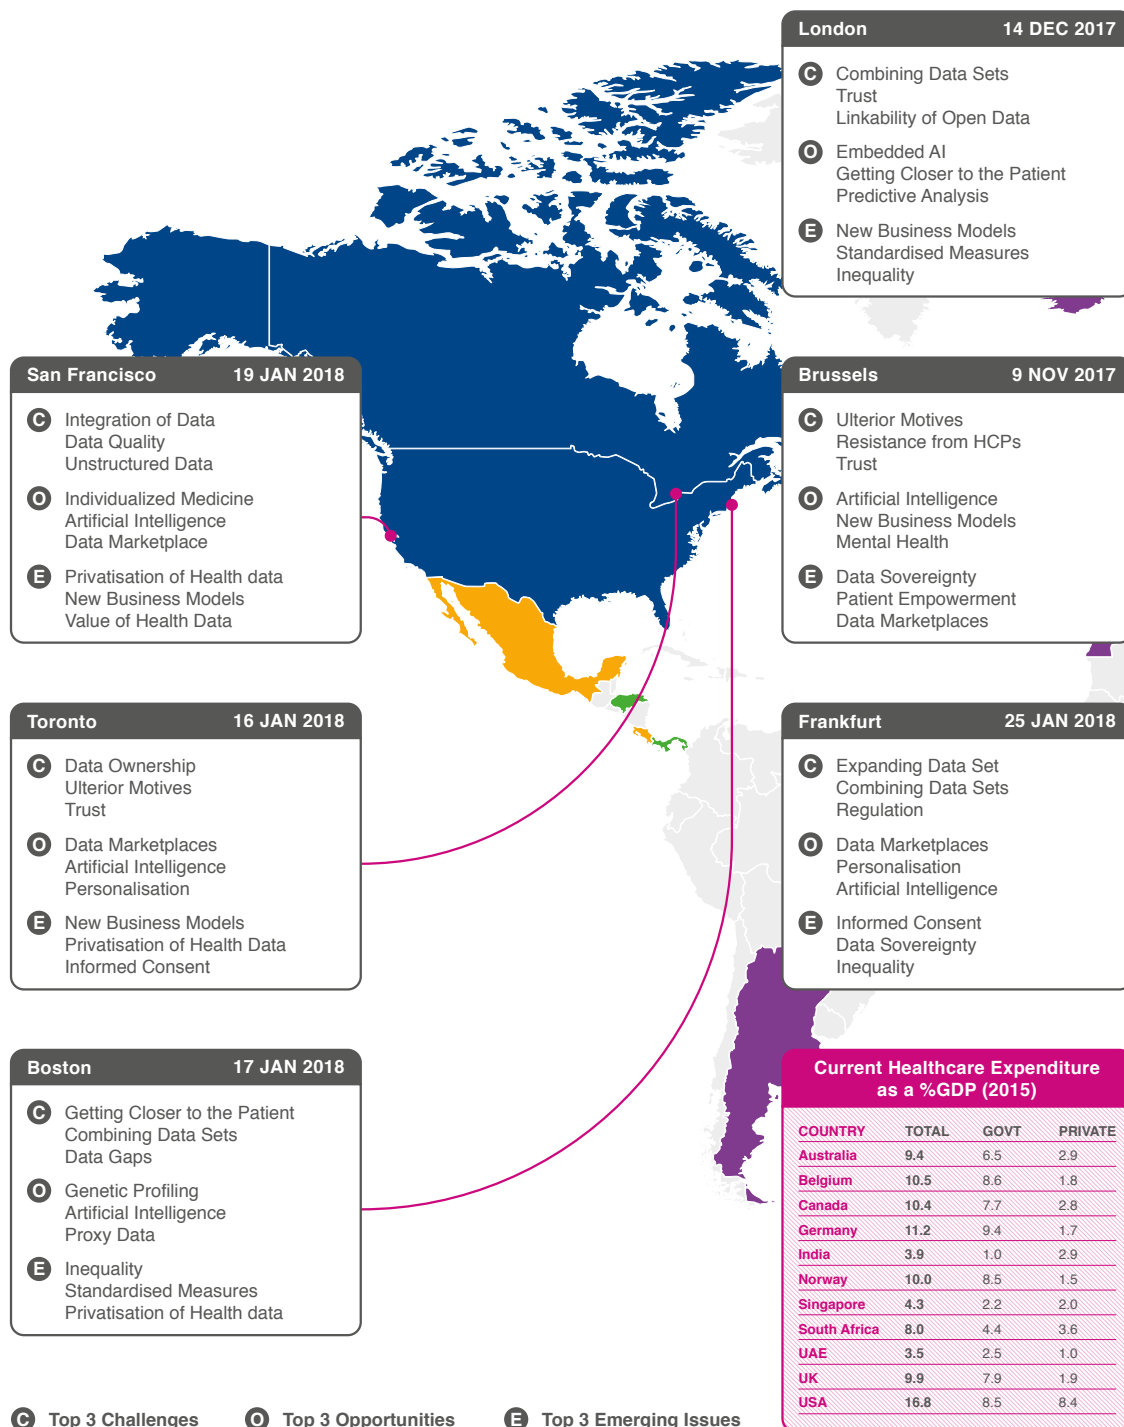 London 14 DEC 2017
C Combining Data Sets
Trust
Linkability of Open Data
O Embedded AI
Getting Closer to the Patient
Predictive Analysis
E New Business Models
Standardised Measures
Inequality
San Francisco 19 JAN 2018
C Integration of Data
Data Quality
Unstructured Data
O Individualized Medicine
Artificial Intelligence
Data Marketplace
E Privatisation of Health data
New Business Models
Value of Health Data
Brussels 9 NOV 2017
C Ulterior Motives
Resistance from HCPs
Trust
O Artificial Intelligence
New Business Models
Mental Health
E Data Sovereignty
Patient Empowerment
Data Marketplaces
Toronto 16 JAN 2018
C Data Ownership
Ulterior Motives
Trust
O Data Marketplaces
Artificial Intelligence
Personalisation
E New Business Models
Privatisation of Health Data
Informed Consent
Frankfurt 25 JAN 2018
C Expanding Data Set
Combining Data Sets
Regulation
O Data Marketplaces
Personalisation
Artificial Intelligence
E Informed Consent
Data Sovereignty
Inequality
Boston 17 JAN 2018
C Getting Closer to the Patient
Combining Data Sets
Data Gaps
O Genetic Profiling
Artificial Intelligence
Proxy Data
E Inequality
Standardised Measures
Privatisation of Health data
Current Healthcare Expenditure
as a %GDP (2015)
COUNTRY TOTAL GOVT PRIVATE
Australia 9.4 6.5 2.9
Belgium 10.5 8.6 1.8
Canada 10.4 7.7 2.8
Germany 11.2 9.4 1.7
India 3.9 1.0 2.9
Norway 10.0 8.5 1.5
Singapore 4.3 2.2 2.0
South Africa 8.0 4.4 3.6
UAE 3.5 2.5 1.0
UK 9.9 7.9 1.9
USA 16.8 8.5 8.4
C Top 3 Challenges O Top 3 Opportunities E Top 3 Emerging Issues